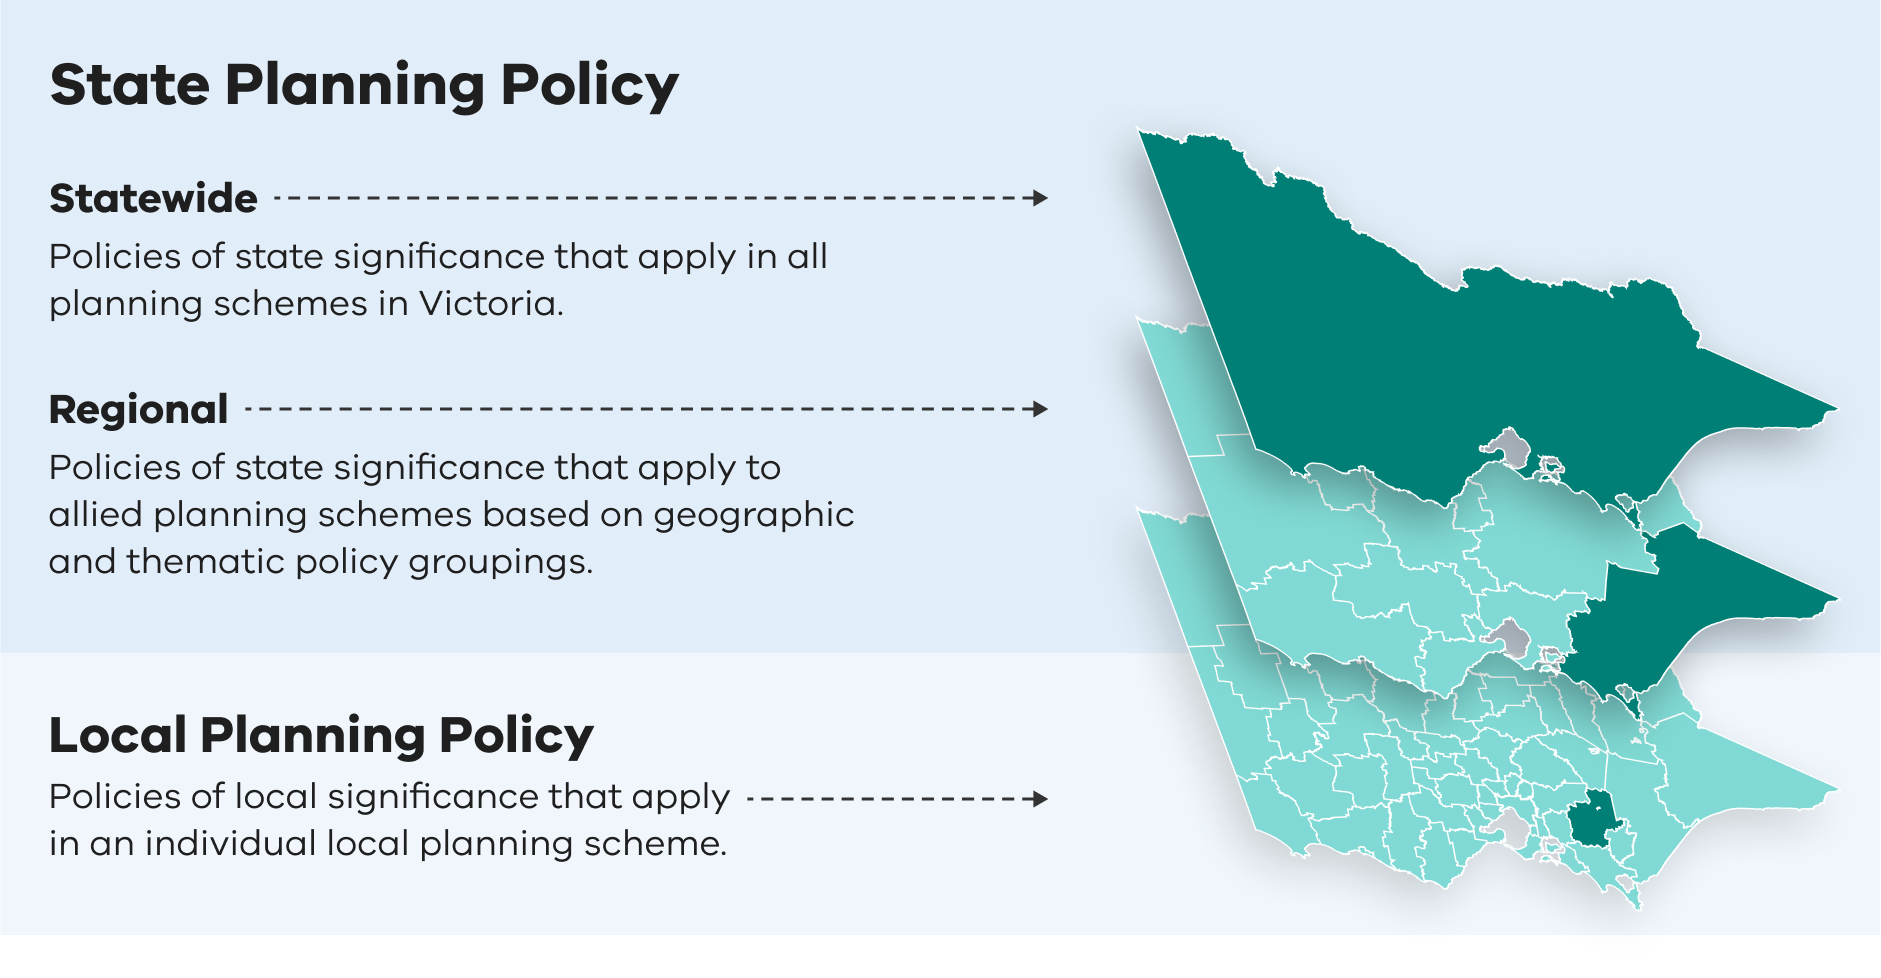 State Planning Policy
Statewide
Policies of state significance that apply in all
planning schemes in Victoria.
Regional
Policies of state significance that apply to
allied planning schemes based on geographic
and thematic policy groupings.
Local Planning Policy
Policies of local significance that apply
in an individual local planning scheme.